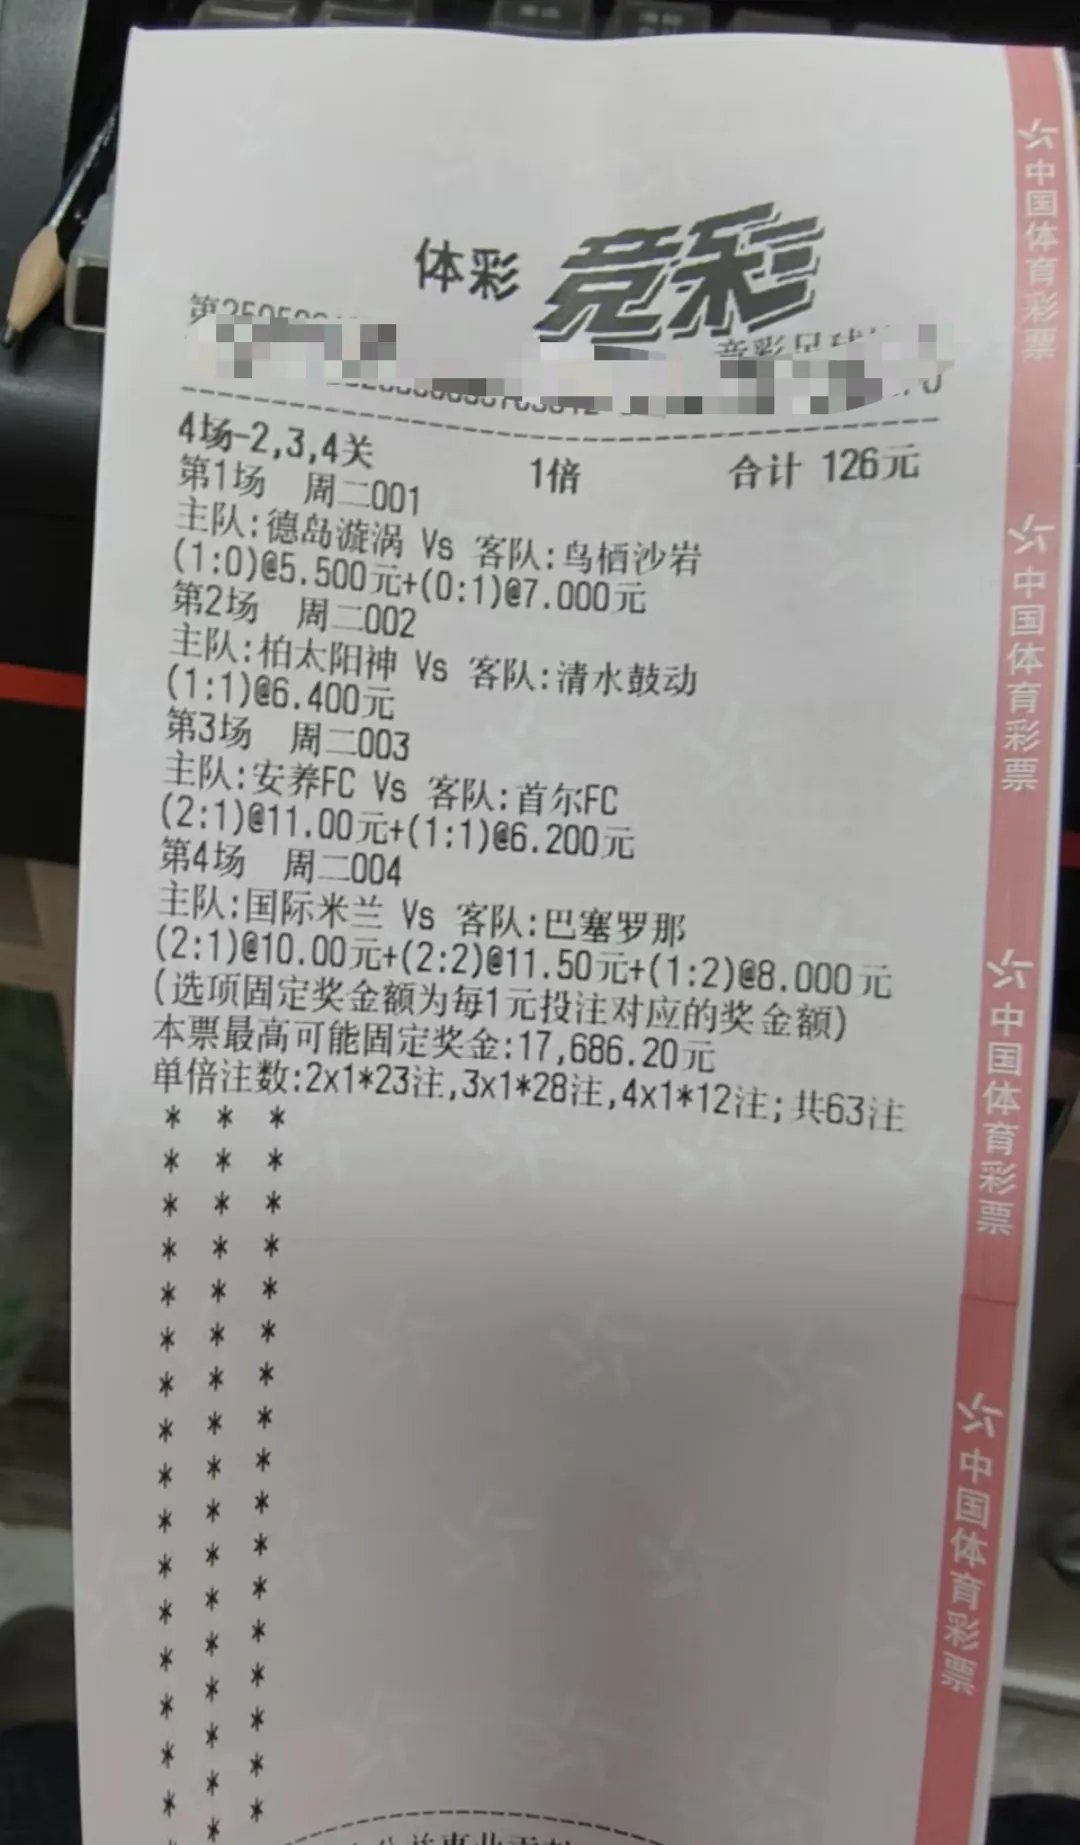 体彩 竞彩
4场-2,3,4关 1倍 合计 126元
第1场 周二001
主队:德岛漩涡 Vs 客队:鸟栖沙岩
(1:0)@5.500元+(0:1)@7.000元
第2场 周二002
主队:柏太阳神 Vs 客队:清水鼓动
(1:1)@6.400元
第3场 周二003
主队:安养FC Vs 客队:首尔FC
(2:1)@11.00元+(1:1)@6.200元
第4场 周二004
主队:国际米兰 Vs 客队:巴塞罗那
(2:1)@10.00元+(2:2)@11.50元+(1:2)@8.000元
(选项固定奖金额为每1元投注对应的奖金额)
本票最高可能固定奖金:17,686.20元
单倍注数:2x1*23注,3x1*28注,4x1*12注;共63注
中国体育彩票
中国体育彩票
中国体育彩票
中国体育彩票